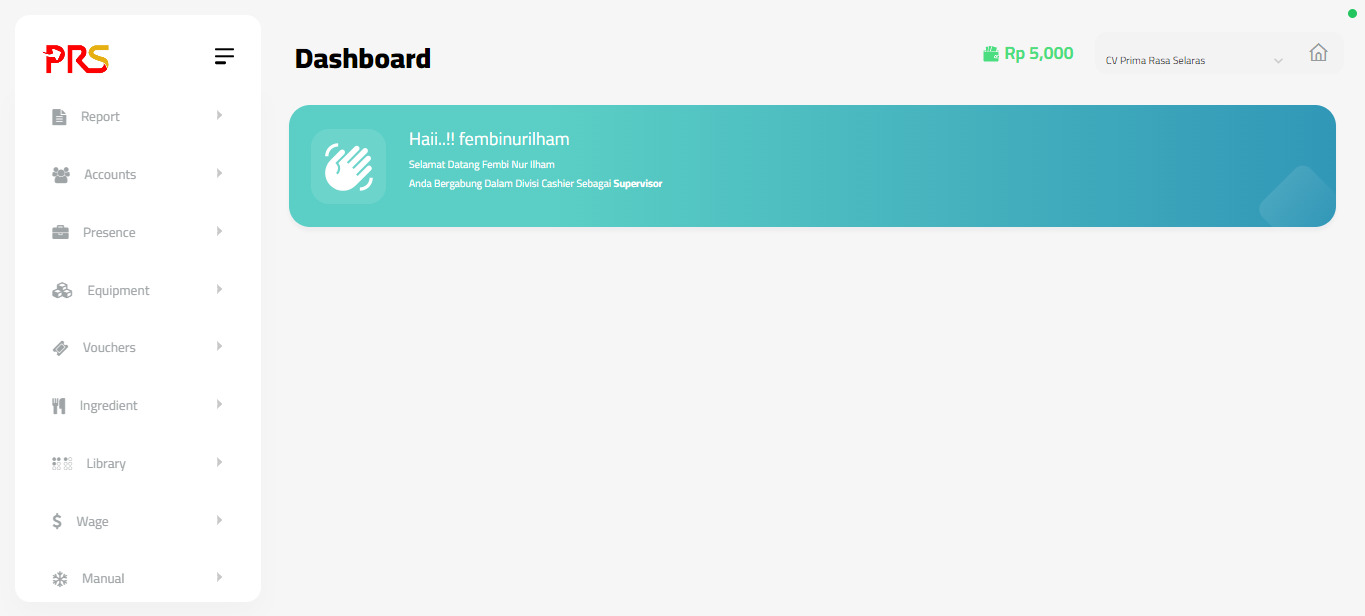 PRS
Dashboard
Rp 5,000
CV Prima Rasa Selaras
Report
Accounts
Presence
Equipment
Vouchers
Ingredient
Library
Wage
Manual
Haii..!! fembinurilham
Selamat Datang Fembi Nur Ilham
Anda Bergabung Dalam Divisi Cashier Sebagai Supervisor